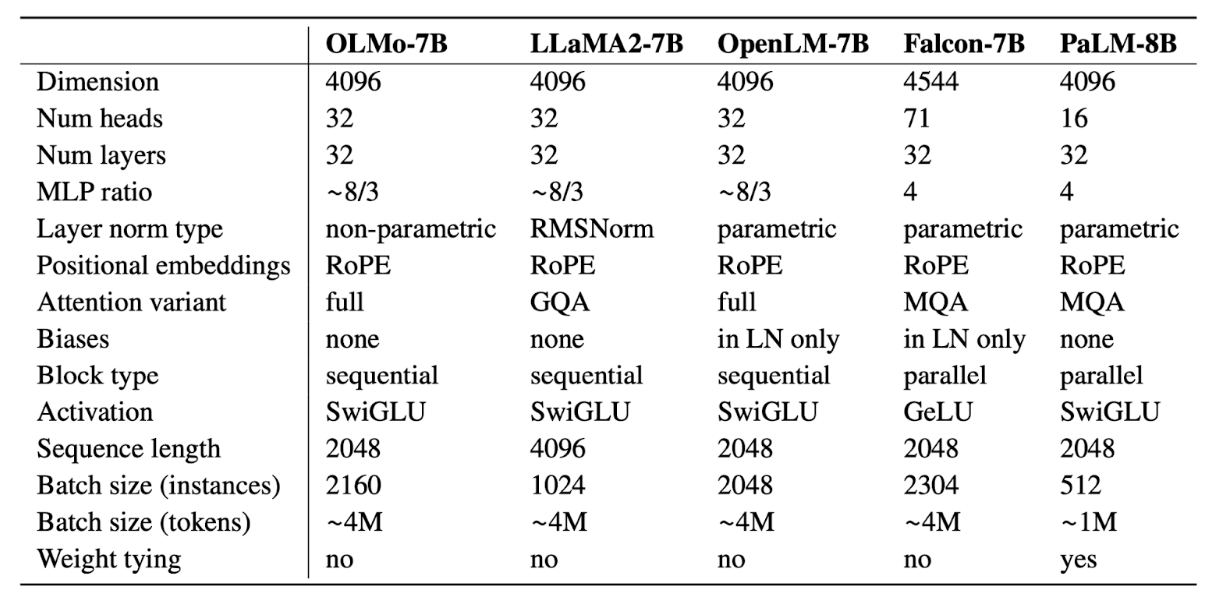 OLMo-7B LLaMA2-7B OpenLM-7B Falcon-7B PaLM-8B
Dimension 4096 4096 4096 4544 4096
Num heads 32 32 32 71 16
Num layers 32 32 32 32 32
MLP ratio ~8/3 ~8/3 ~8/3 4 4
Layer norm type non-parametric RMSNorm parametric parametric parametric
Positional embeddings RoPE RoPE RoPE RoPE RoPE
Attention variant full GQA full MQA MQA
Biases none none in LN only in LN only none
Block type sequential sequential sequential parallel parallel
Activation SwiGLU SwiGLU SwiGLU GeLU SwiGLU
Sequence length 2048 4096 2048 2048 2048
Batch size (instances) 2160 1024 2048 2304 512
Batch size (tokens) ~4M ~4M ~4M ~4M ~1M
Weight tying no no no no yes